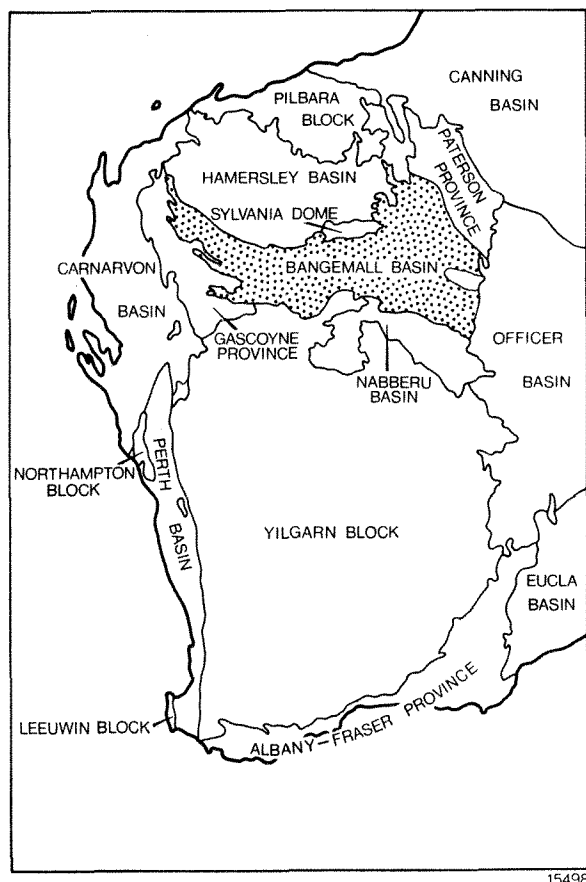 CANNING
BASIN
PILBARA
BLOCK
PATERSON
PROVINCE
HAMERSLEY BASIN
SYLVANIA DOME
BANGEMALL BASIN
CARNARVON
BASIN
GASCOYNE
PROVINCE
NABBERU
BASIN
OFFICER
BASIN
NORTHAMPTON
BLOCK
PERTH
BASIN
YILGARN BLOCK
EUCLA
BASIN
LEEUWIN BLOCK
ALBANY–FRASER PROVINCE
15498